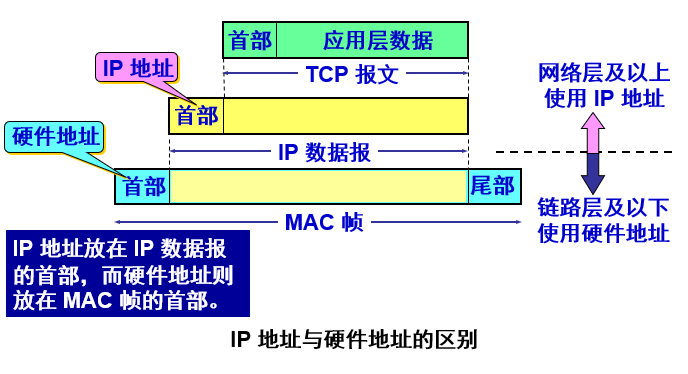 首部
应用层数据
IP 地址
TCP 报文
网络层及以上
使用 IP 地址
首部
硬件地址
IP 数据报
首部
尾部
MAC 帧
链路层及以下
使用硬件地址
IP 地址放在 IP 数据报
的首部，而硬件地址则
放在 MAC 帧的首部。
IP 地址与硬件地址的区别